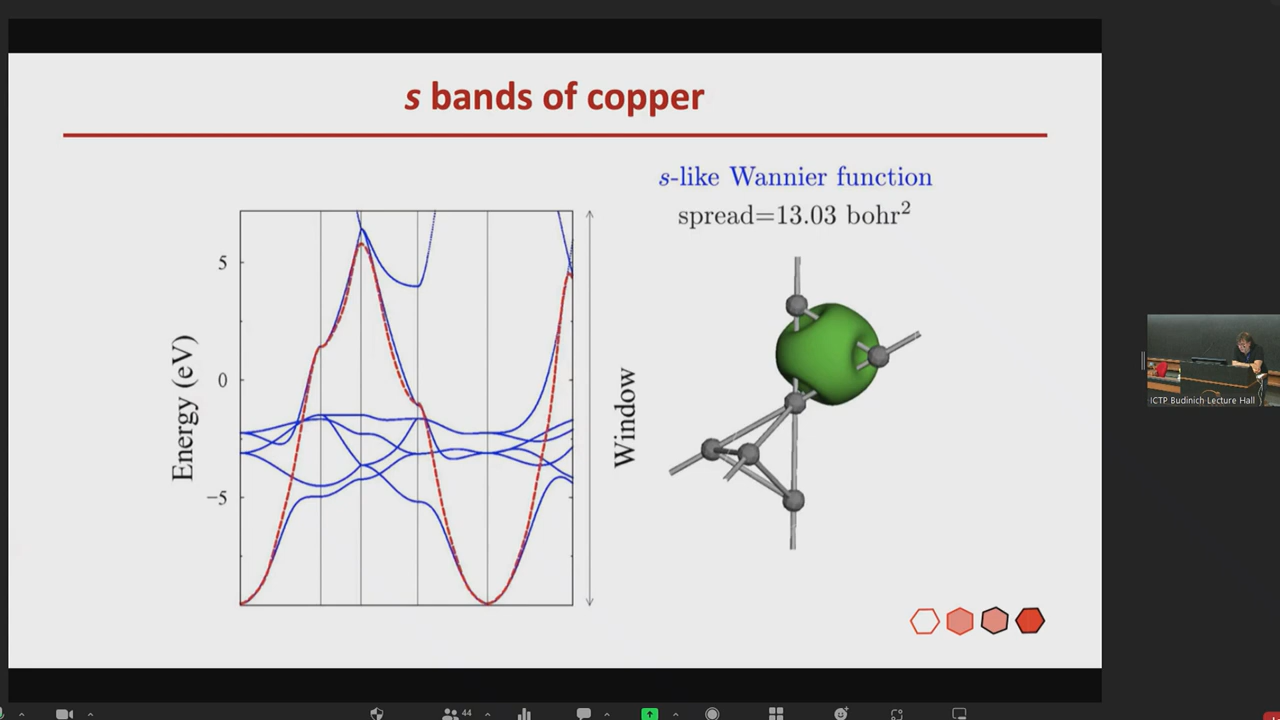 s bands of copper
s-like Wannier function
spread=13.03 bohr²
5
0
−5
Energy (eV)
Window
ICTP Budinich Lecture Hall
44